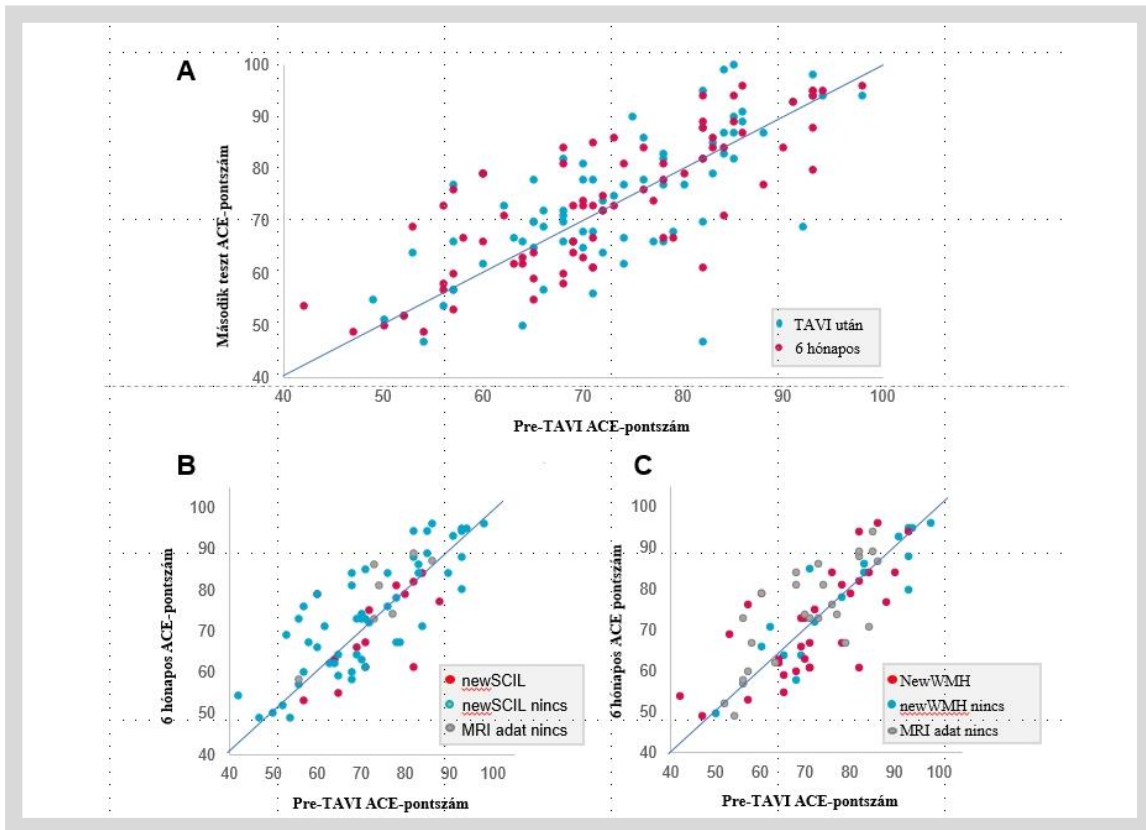 A
100
90
80
70
60
50
40
Második teszt ACE-pontszám
TAVI után
6 hónapos
40 50 60 70 80 90 100
Pre-TAVI ACE-pontszám
B
100
90
80
70
60
50
40
6 hónapos ACE-pontszám
newSCIL
newSCIL nincs
MRI adat nincs
40 50 60 70 80 90 100
Pre-TAVI ACE-pontszám
C
100
90
80
70
60
50
40
6 hónapos ACE pontszám
NewWMH
newWMH nincs
MRI adat nincs
40 50 60 70 80 90 100
Pre-TAVI ACE-pontszám